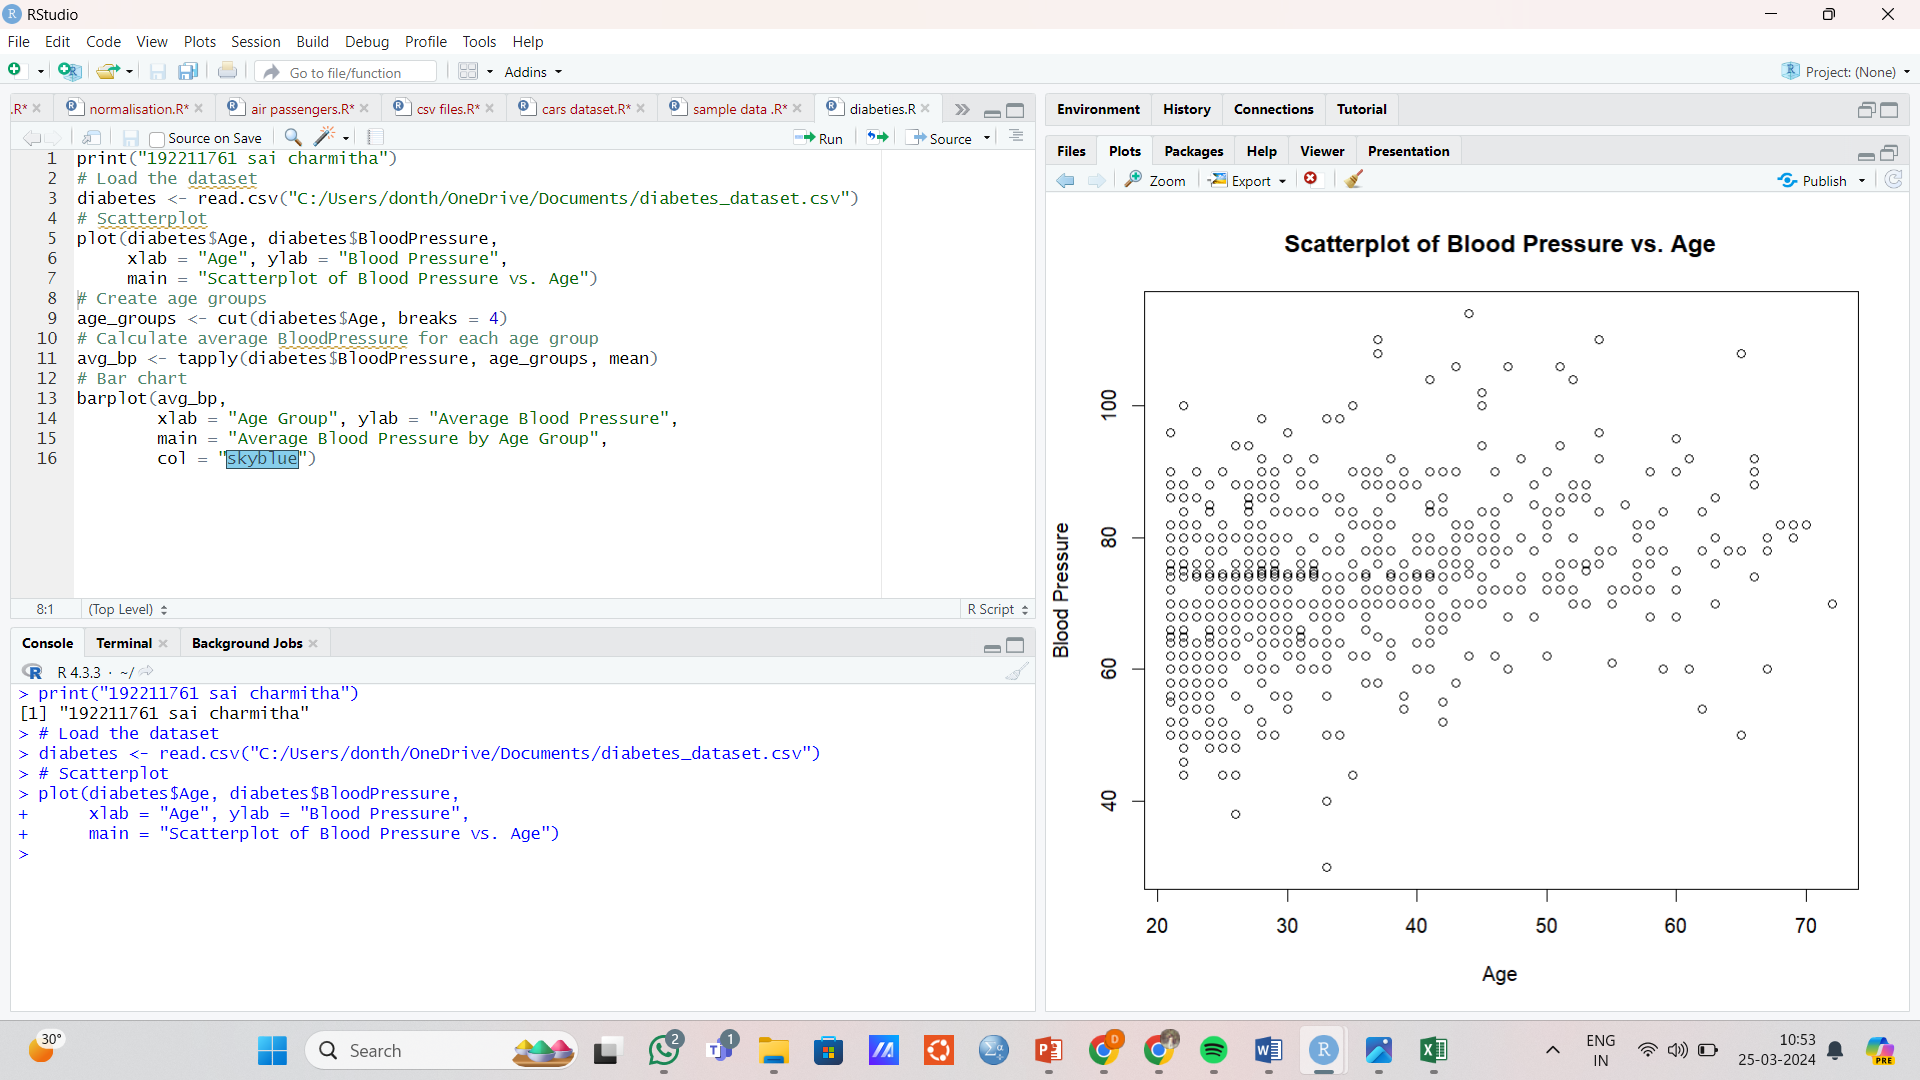 RStudio
File Edit Code View Plots Session Build Debug Profile Tools Help
Go to file/function Addins Project: (None)
.R* normalisation.R* air passengers.R* csv files.R* cars dataset.R* sample data .R* diabeties.R
Source on Save Run Source
1 print("192211761 sai charmitha")
2 # Load the dataset
3 diabetes <- read.csv("C:/Users/donth/OneDrive/Documents/diabetes_dataset.csv")
4 # Scatterplot
5 plot(diabetes$Age, diabetes$BloodPressure,
6 xlab = "Age", ylab = "Blood Pressure",
7 main = "Scatterplot of Blood Pressure vs. Age")
8 # Create age groups
9 age_groups <- cut(diabetes$Age, breaks = 4)
10 # Calculate average BloodPressure for each age group
11 avg_bp <- tapply(diabetes$BloodPressure, age_groups, mean)
12 # Bar chart
13 barplot(avg_bp,
14 xlab = "Age Group", ylab = "Average Blood Pressure",
15 main = "Average Blood Pressure by Age Group",
16 col = "skyblue")
8:1 (Top Level) R Script
Console Terminal Background Jobs
R R 4.3.3 · ~/
> print("192211761 sai charmitha")
[1] "192211761 sai charmitha"
> # Load the dataset
> diabetes <- read.csv("C:/Users/donth/OneDrive/Documents/diabetes_dataset.csv")
> # Scatterplot
> plot(diabetes$Age, diabetes$BloodPressure,
+ xlab = "Age", ylab = "Blood Pressure",
+ main = "Scatterplot of Blood Pressure vs. Age")
>
Environment History Connections Tutorial
Files Plots Packages Help Viewer Presentation
Zoom Export Publish
Scatterplot of Blood Pressure vs. Age
Blood Pressure
100
80
60
40
20 30 40 50 60 70
Age
30°
Search
2
1
D
ENG
IN
10:53
25-03-2024
PRE